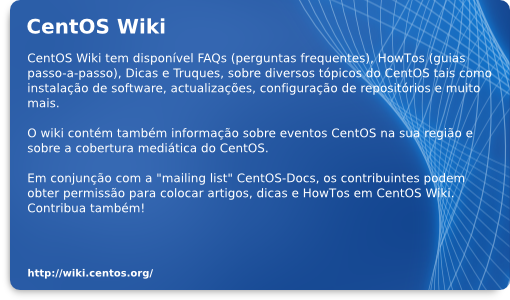 CentOS Wiki
CentOS Wiki tem disponível FAQs (perguntas frequentes), HowTos (guias
passo-a-passo), Dicas e Truques, sobre diversos tópicos do CentOS tais como
instalação de software, actualizações, configuração de repositórios e muito
mais.
O wiki contém também informação sobre eventos CentOS na sua região e
sobre a cobertura mediática do CentOS.
Em conjunção com a "mailing list" CentOS-Docs, os contribuintes podem
obter permissão para colocar artigos, dicas e HowTos em CentOS Wiki.
Contribua também!
http://wiki.centos.org/